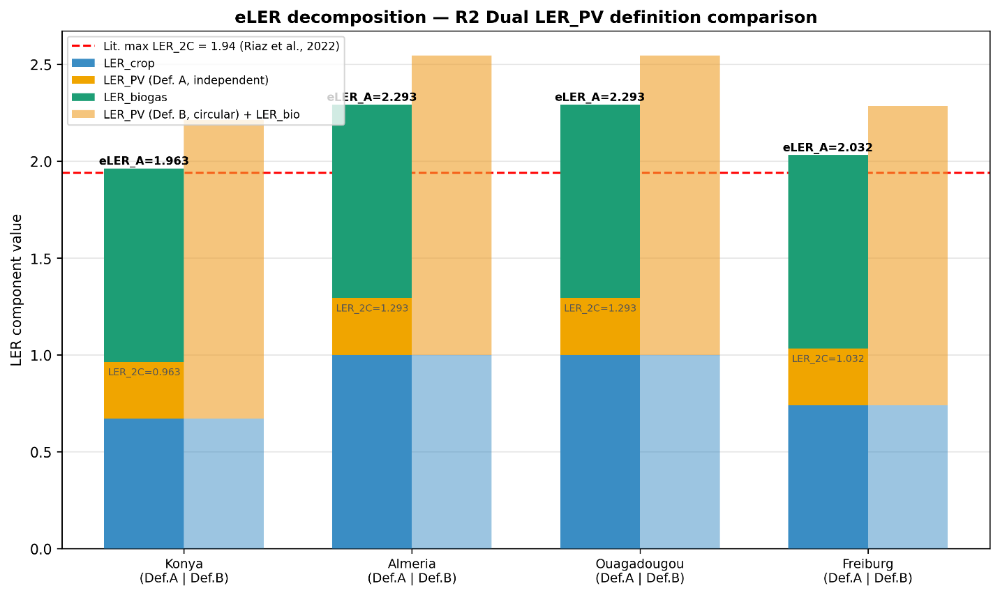 eLER decomposition — R2 Dual LER_PV definition comparison
Lit. max LER_2C = 1.94 (Riaz et al., 2022)
LER_crop
LER_PV (Def. A, independent)
LER_biogas
LER_PV (Def. B, circular) + LER_bio
LER component value
2.5
2.0
1.5
1.0
0.5
0.0
eLER_A=1.963
eLER_A=2.293
eLER_A=2.293
eLER_A=2.032
LER_2C=0.963
LER_2C=1.293
LER_2C=1.293
LER_2C=1.032
Konya
(Def.A | Def.B)
Almeria
(Def.A | Def.B)
Ouagadougou
(Def.A | Def.B)
Freiburg
(Def.A | Def.B)